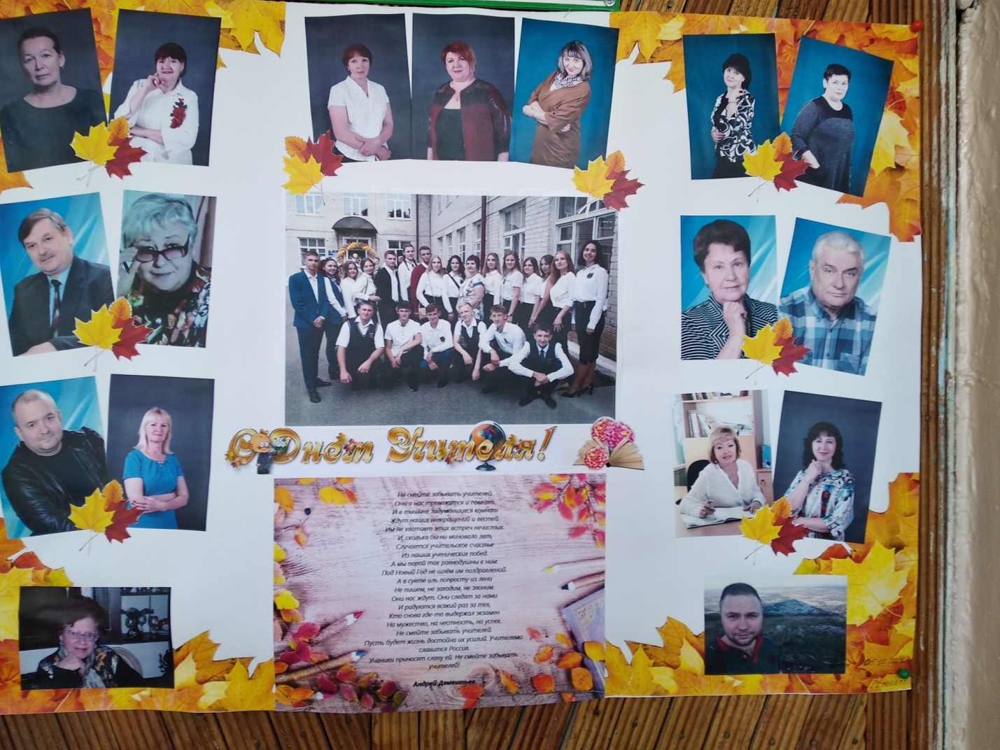 С Днем Учителя!
Не смейте забывать учителей.
Они о нас тревожатся и помнят.
И в тишине задумавшихся комнат
Ждут наших возвращений и вестей.
Им не хватает этих встреч нечастых.
И, сколько бы ни миновало лет,
Случается учительское счастье
Из наших ученических побед.
А мы порой так равнодушны к ним:
Под Новый Год не шлём им поздравлений.
А в суете иль попросту из лени
Не пишем, не заходим, не звоним.
Они нас ждут. Они следят за нами
И радуются всякий раз за тех,
Кто снова где-то выдержал экзамен
На мужество, на честность, на успех.
Не смейте забывать учителей.
Пусть будет жизнь достойна их усилий. Учителями
славится Россия.
Ученики приносят славу ей. Не смейте забывать
учителей!
Андрей Дементьев